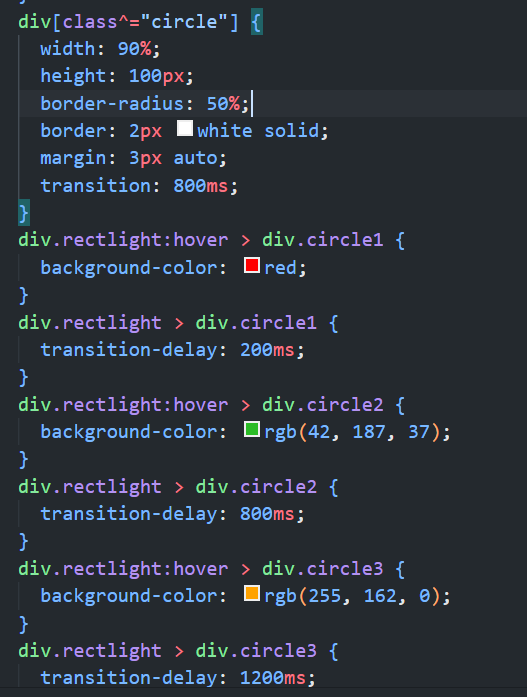 div[class^="circle"] {
  width: 90%;
  height: 100px;
  border-radius: 50%;
  border: 2px white solid;
  margin: 3px auto;
  transition: 800ms;
}
div.rectlight:hover > div.circle1 {
  background-color: red;
}
div.rectlight > div.circle1 {
  transition-delay: 200ms;
}
div.rectlight:hover > div.circle2 {
  background-color: rgb(42, 187, 37);
}
div.rectlight > div.circle2 {
  transition-delay: 800ms;
}
div.rectlight:hover > div.circle3 {
  background-color: rgb(255, 162, 0);
}
div.rectlight > div.circle3 {
  transition-delay: 1200ms;